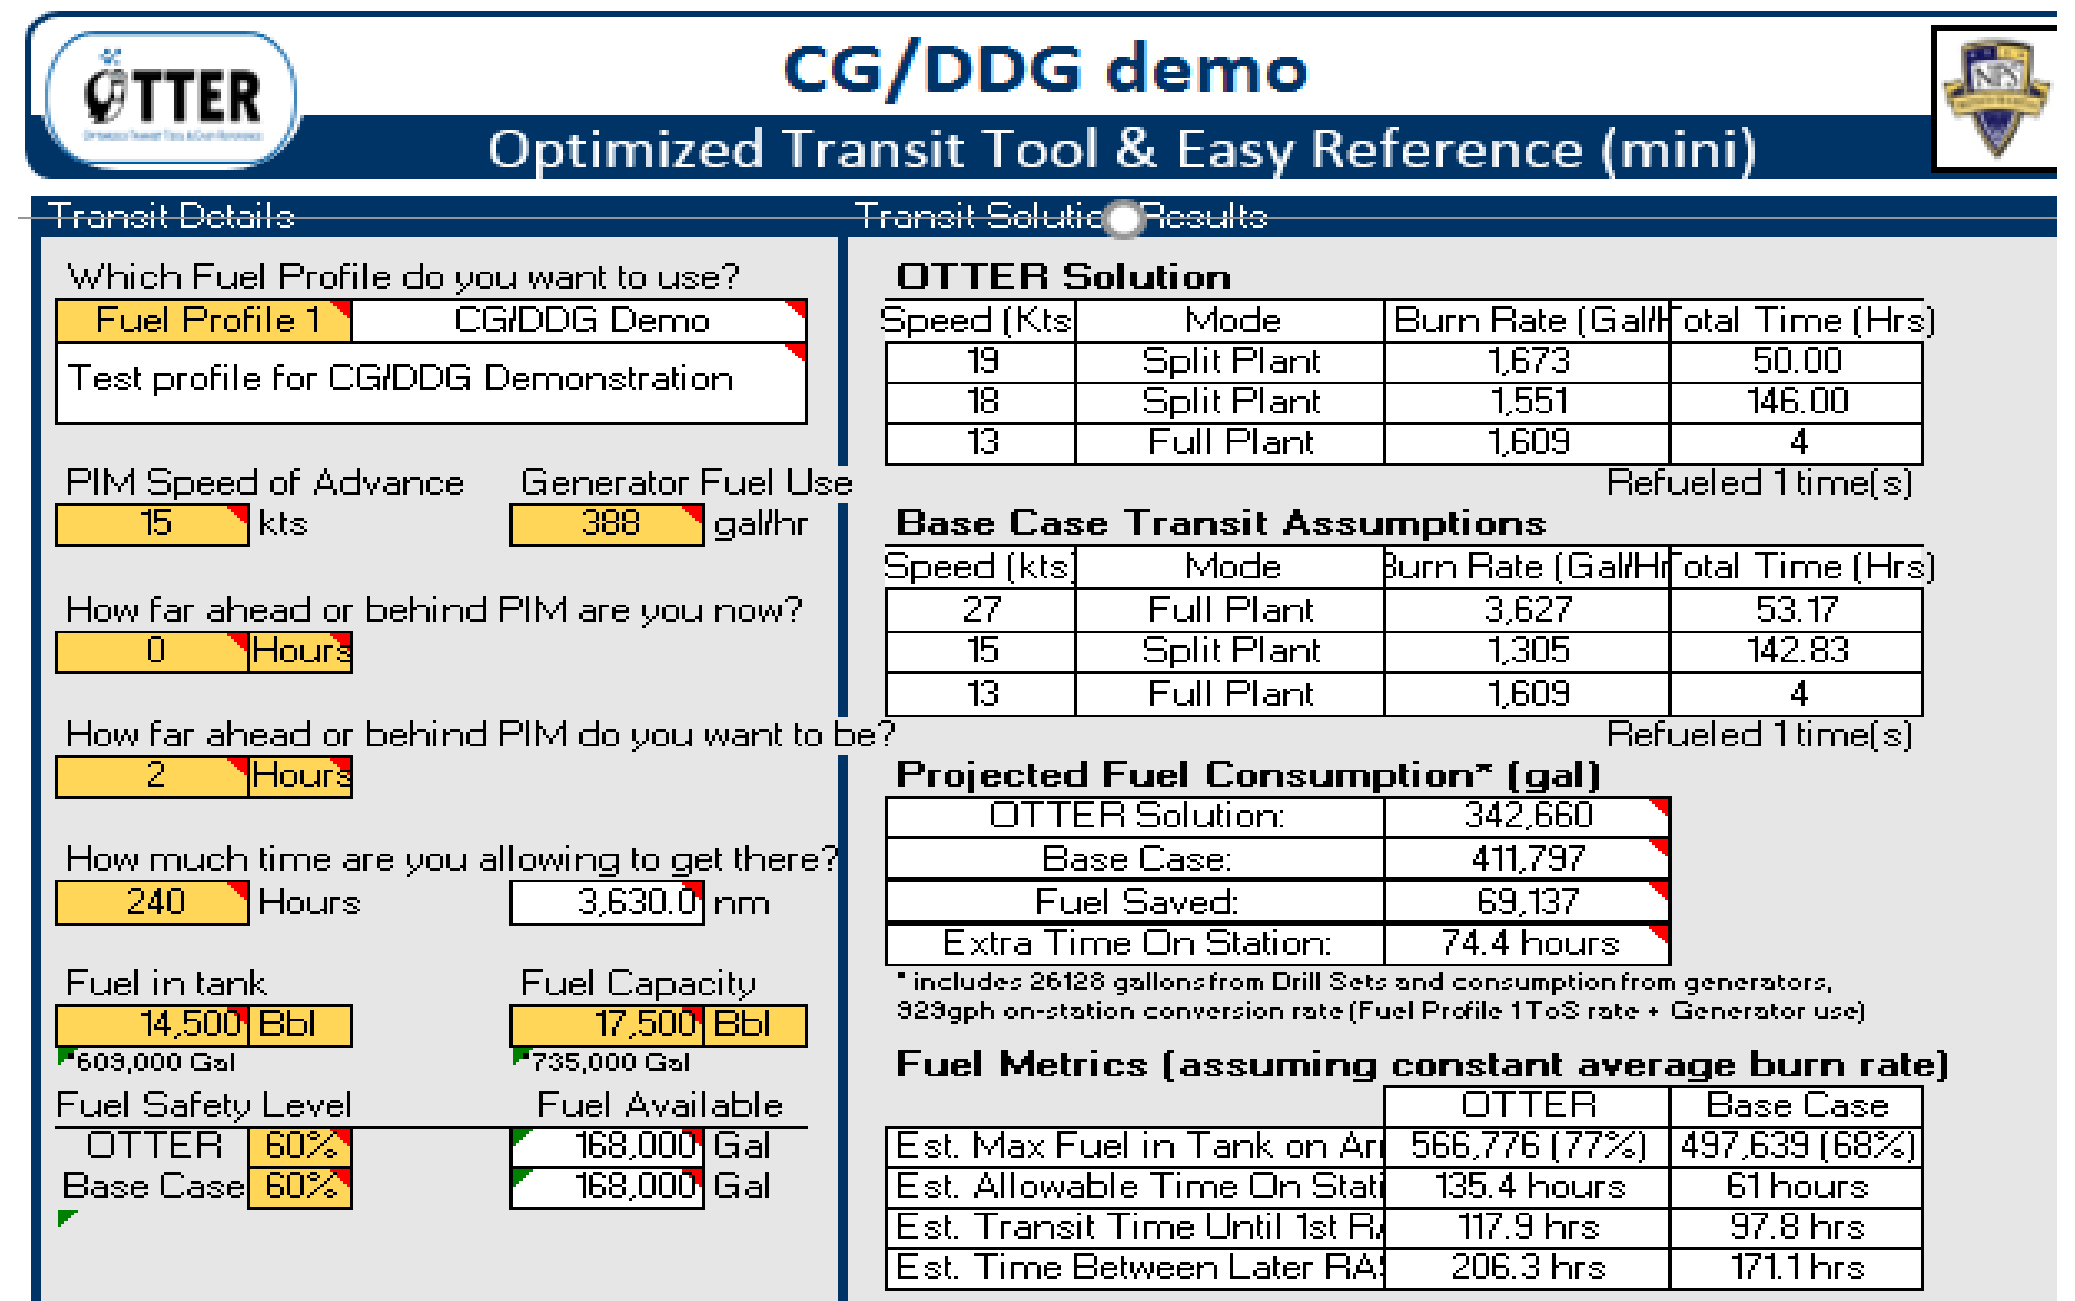 CG/DDG demo
OTTER
NPS
Optimized Transit Tool & Easy Reference (mini)
Transit Details
Which Fuel Profile do you want to use?
Fuel Profile 1 CG/DDG Demo
Test profile for CG/DDG Demonstration
PIM Speed of Advance Generator Fuel Use
15 kts 388 gal/hr
How far ahead or behind PIM are you now?
0 Hours
How far ahead or behind PIM do you want to be?
2 Hours
How much time are you allowing to get there?
240 Hours 3,630.0 nm
Fuel in tank Fuel Capacity
14,500 Bbl 17,500 Bbl
*609,000 Gal *735,000 Gal
Fuel Safety Level Fuel Available
OTTER 60% 168,000 Gal
Base Case 60% 168,000 Gal
Transit Solution Results
OTTER Solution
Speed (Kts Mode Burn Rate (Gal/H Total Time (Hrs)
19 Split Plant 1,673 50.00
18 Split Plant 1,551 146.00
13 Full Plant 1,609 4
Refueled 1 time(s)
Base Case Transit Assumptions
Speed (kts) Mode Burn Rate (Gal/Hr Total Time (Hrs)
27 Full Plant 3,627 53.17
15 Split Plant 1,305 142.83
13 Full Plant 1,609 4
Refueled 1 time(s)
Projected Fuel Consumption* (gal)
OTTER Solution: 342,660
Base Case: 411,797
Fuel Saved: 69,137
Extra Time On Station: 74.4 hours
* includes 26128 gallons from Drill Sets and consumption from generators,
929gph on-station conversion rate (Fuel Profile 1 ToS rate + Generator use)
Fuel Metrics (assuming constant average burn rate)
OTTER Base Case
Est. Max Fuel in Tank on Arr 566,776 (77%) 497,639 (68%)
Est. Allowable Time On Stati 135.4 hours 61 hours
Est. Transit Time Until 1st RA 117.9 hrs 97.8 hrs
Est. Time Between Later RAS 206.3 hrs 171.1 hrs